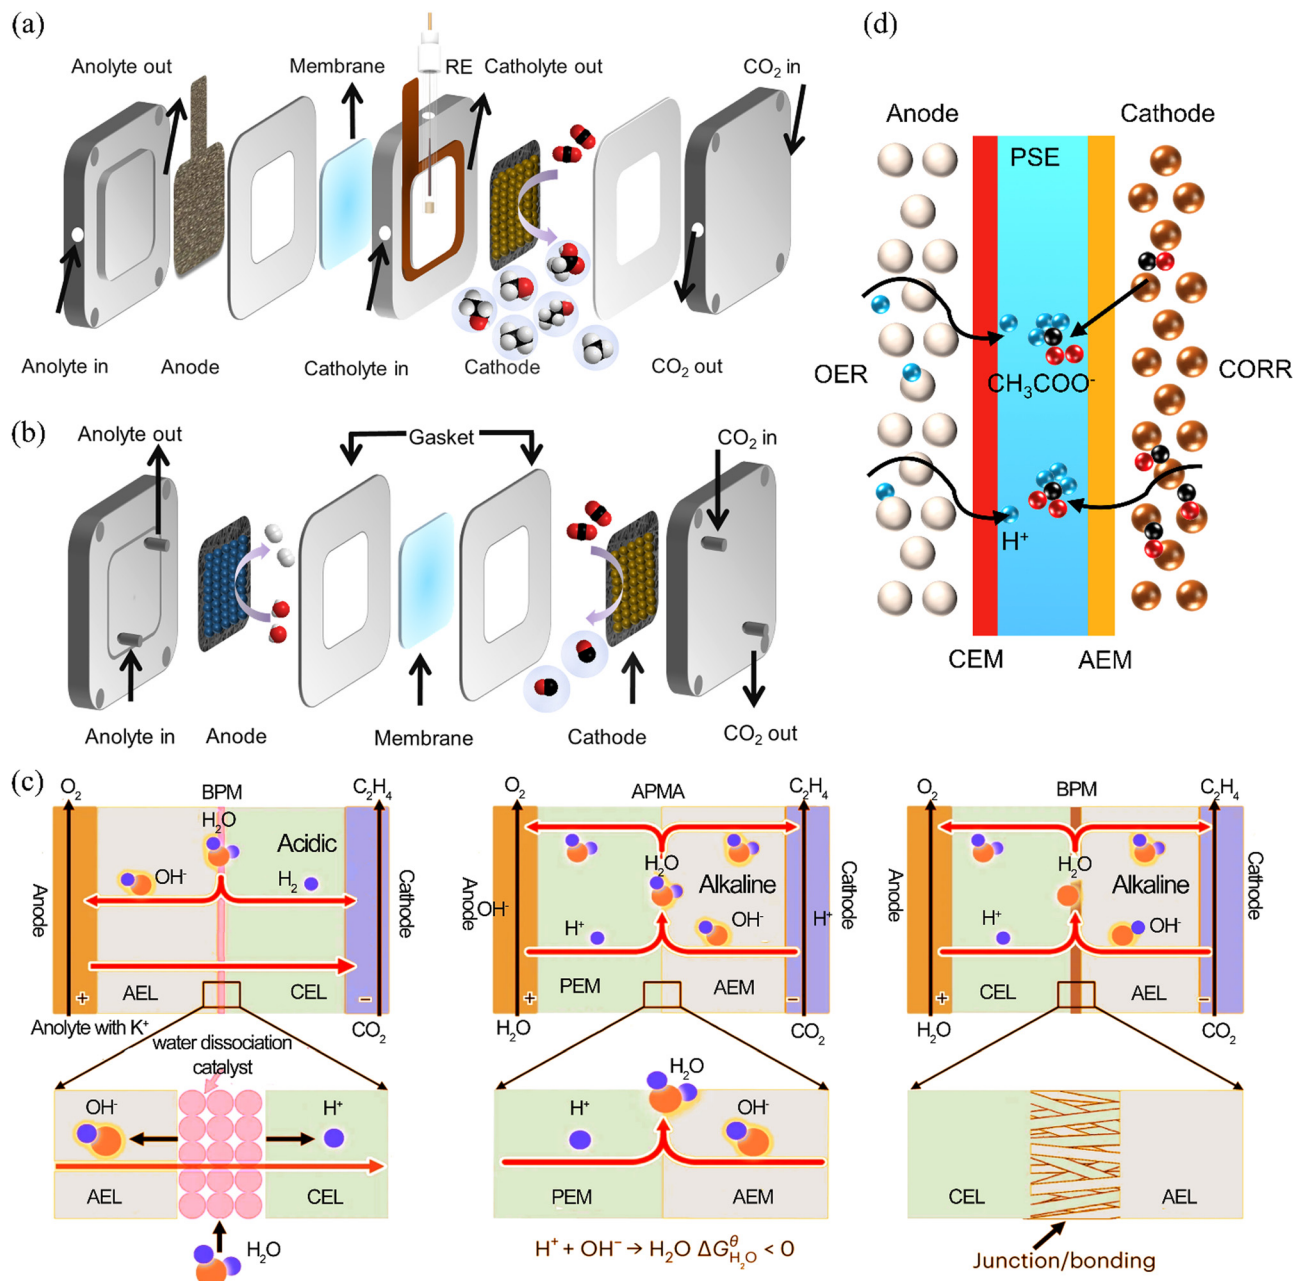 (a)
Anolyte out
Membrane
RE
Catholyte out
CO₂ in
Anolyte in
Anode
Catholyte in
Cathode
CO₂ out
(b)
Anolyte out
Gasket
CO₂ in
Anolyte in
Anode
Membrane
Cathode
CO₂ out
(d)
Anode
Cathode
PSE
OER
CH₃COO⁻
CORR
H⁺
CEM
AEM
(c)
O₂
BPM
C₂H₄
H₂O
Acidic
OH⁻
H₂
Anode
Cathode
+
AEL
CEL
−
Anolyte with K⁺
CO₂
water dissociation
catalyst
OH⁻
H⁺
AEL
CEL
H₂O
O₂
APMA
C₂H₄
H₂O
Alkaline
Anode
OH⁻
Cathode
H⁺
H⁺
OH⁻
PEM
AEM
+
−
H₂O
CO₂
H₂O
H⁺
OH⁻
PEM
AEM
H⁺ + OH⁻ → H₂O ΔG^θ_H₂O < 0
O₂
BPM
C₂H₄
H₂O
Alkaline
Anode
Cathode
H⁺
OH⁻
CEL
AEL
+
−
H₂O
CO₂
CEL
AEL
Junction/bonding